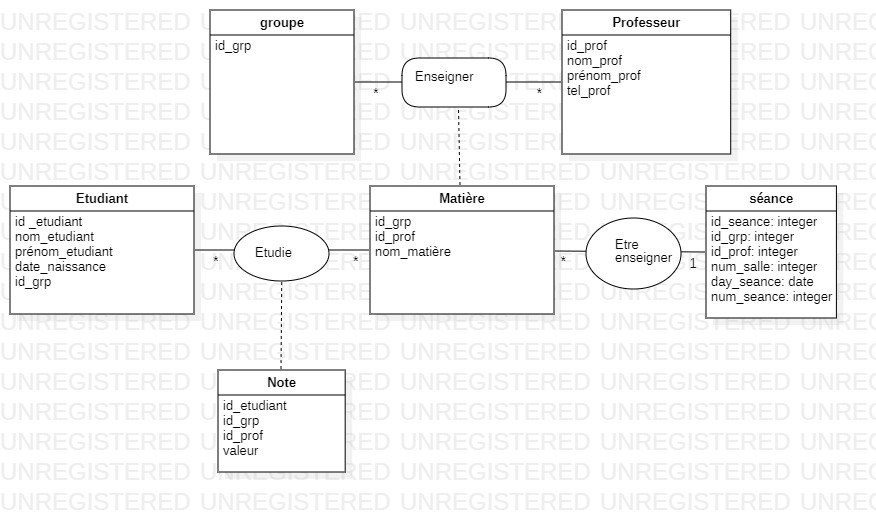 groupe
id_grp
Professeur
id_prof
nom_prof
prénom_prof
tel_prof
Enseigner
*
*
Etudiant
id _etudiant
nom_etudiant
prénom_etudiant
date_naissance
id_grp
Etudie
*
*
Matière
id_grp
id_prof
nom_matière
Etre
enseigner
*
1
séance
id_seance: integer
id_grp: integer
id_prof: integer
num_salle: integer
day_seance: date
num_seance: integer
Note
id_etudiant
id_grp
id_prof
valeur
UNREGISTERED